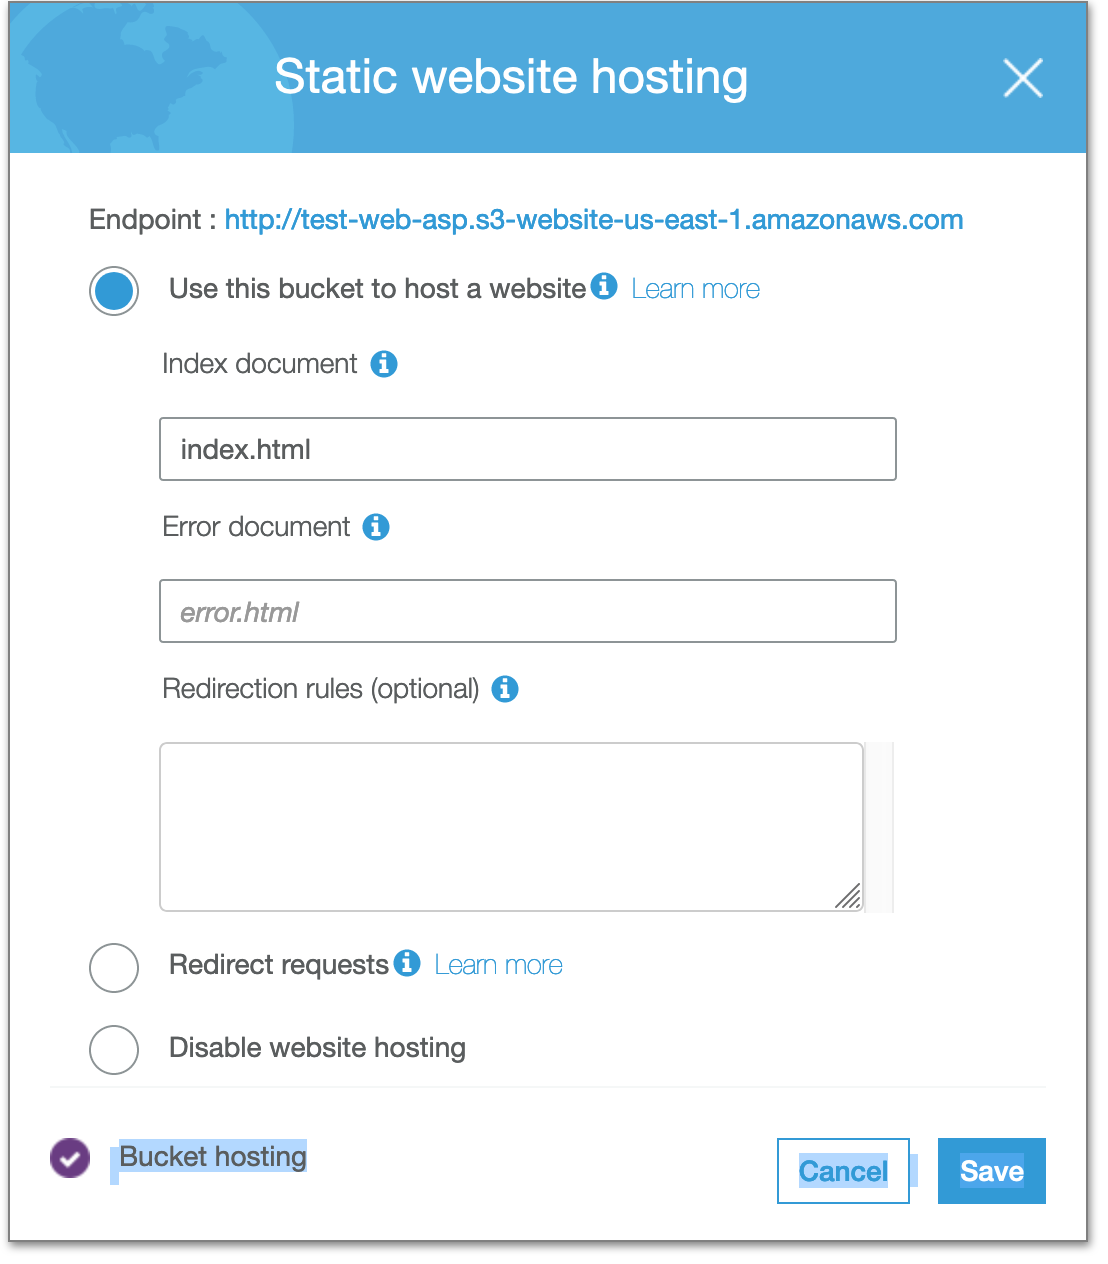 Static website hosting
Endpoint : http://test-web-asp.s3-website-us-east-1.amazonaws.com
Use this bucket to host a website Learn more
Index document
index.html
Error document
error.html
Redirection rules (optional)
Redirect requests Learn more
Disable website hosting
Bucket hosting
Cancel Save